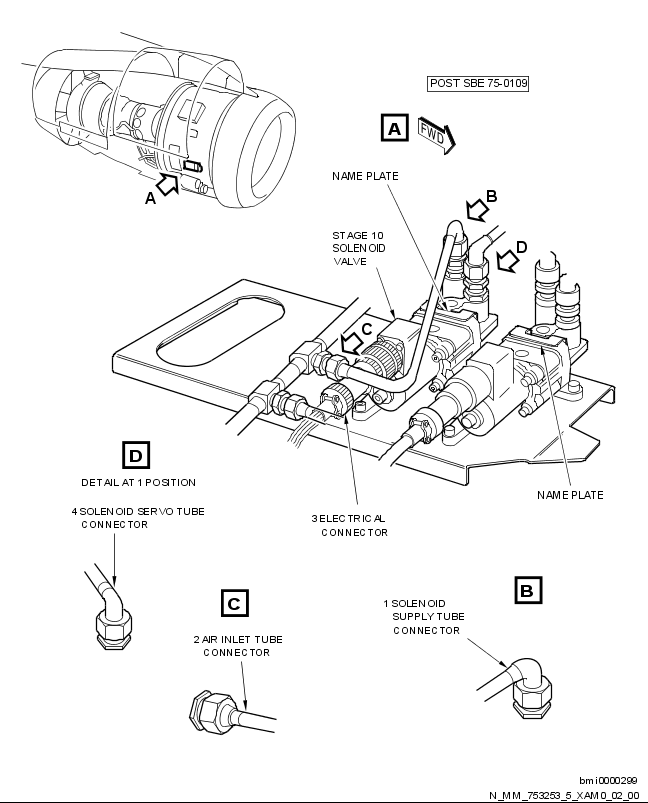 POST SBE 75-0109
A
FWD
NAME PLATE
B
A
STAGE 10
SOLENOID
VALVE
D
C
D
DETAIL AT 1 POSITION
NAME PLATE
4 SOLENOID SERVO TUBE
CONNECTOR
3 ELECTRICAL
CONNECTOR
C
B
1 SOLENOID
SUPPLY TUBE
CONNECTOR
2 AIR INLET TUBE
CONNECTOR
bmi0000299
N_MM_753253_5_XAM0_02_00